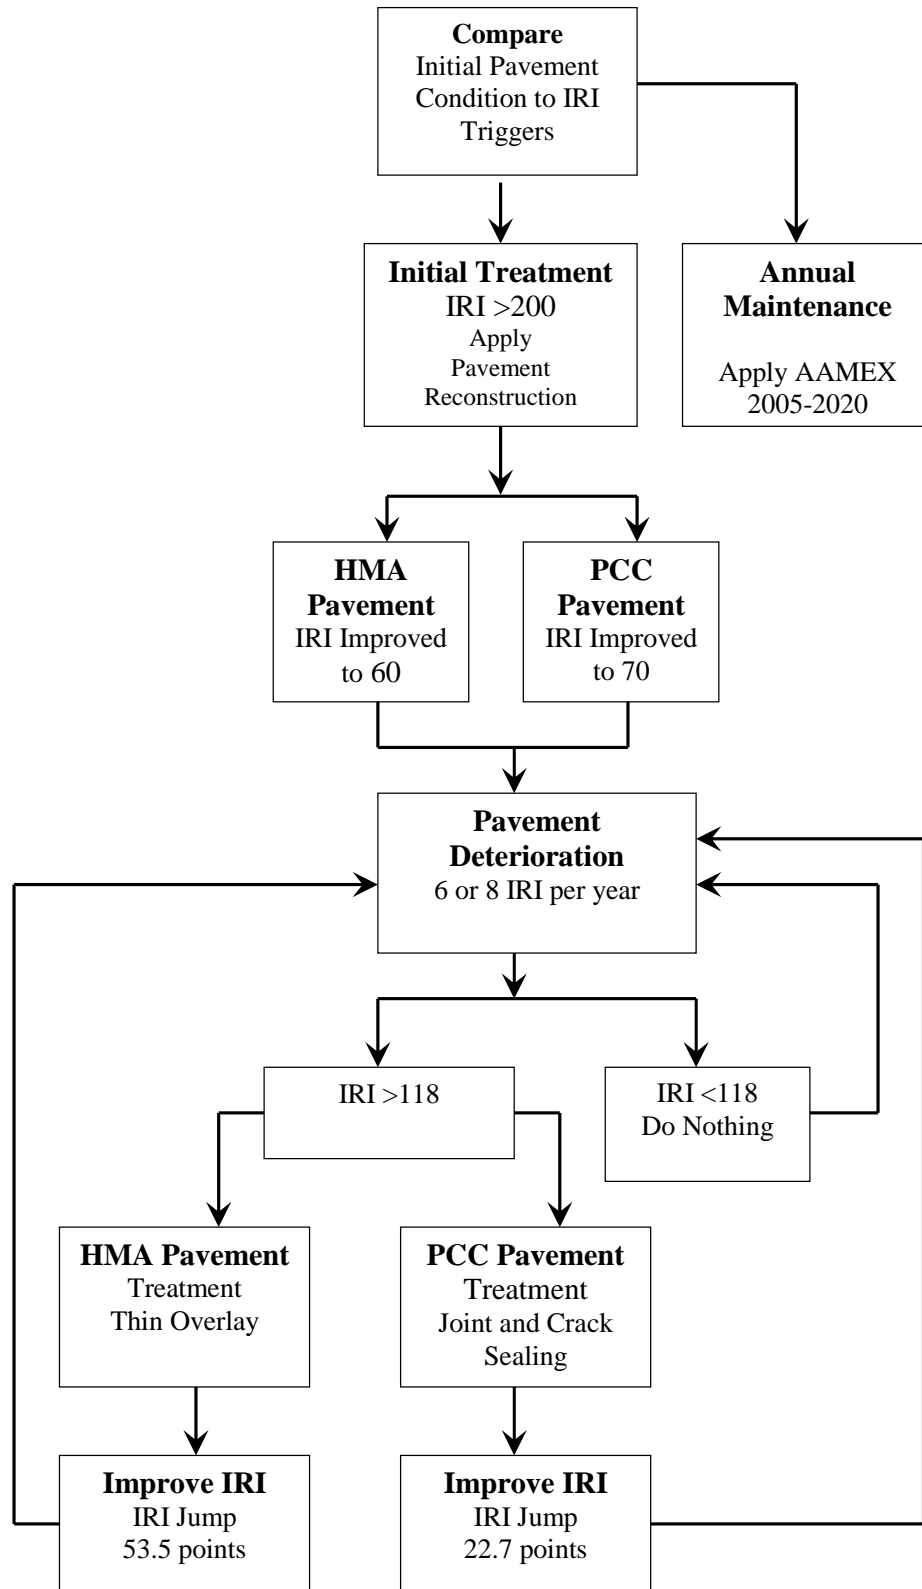 Compare
Initial Pavement
Condition to IRI
Triggers
Initial Treatment
IRI >200
Apply
Pavement
Reconstruction
Annual
Maintenance
Apply AAMEX
2005-2020
HMA
Pavement
IRI Improved
to 60
PCC
Pavement
IRI Improved
to 70
Pavement
Deterioration
6 or 8 IRI per year
IRI >118
IRI <118
Do Nothing
HMA Pavement
Treatment
Thin Overlay
PCC Pavement
Treatment
Joint and Crack
Sealing
Improve IRI
IRI Jump
53.5 points
Improve IRI
IRI Jump
22.7 points